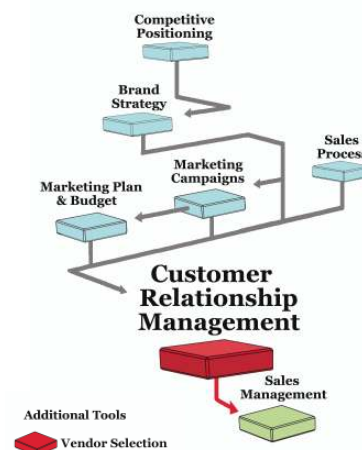 Competitive
Positioning
Brand
Strategy
Sales
Process
Marketing
Campaigns
Marketing Plan
& Budget
Customer
Relationship
Management
Sales
Management
Additional Tools
Vendor Selection